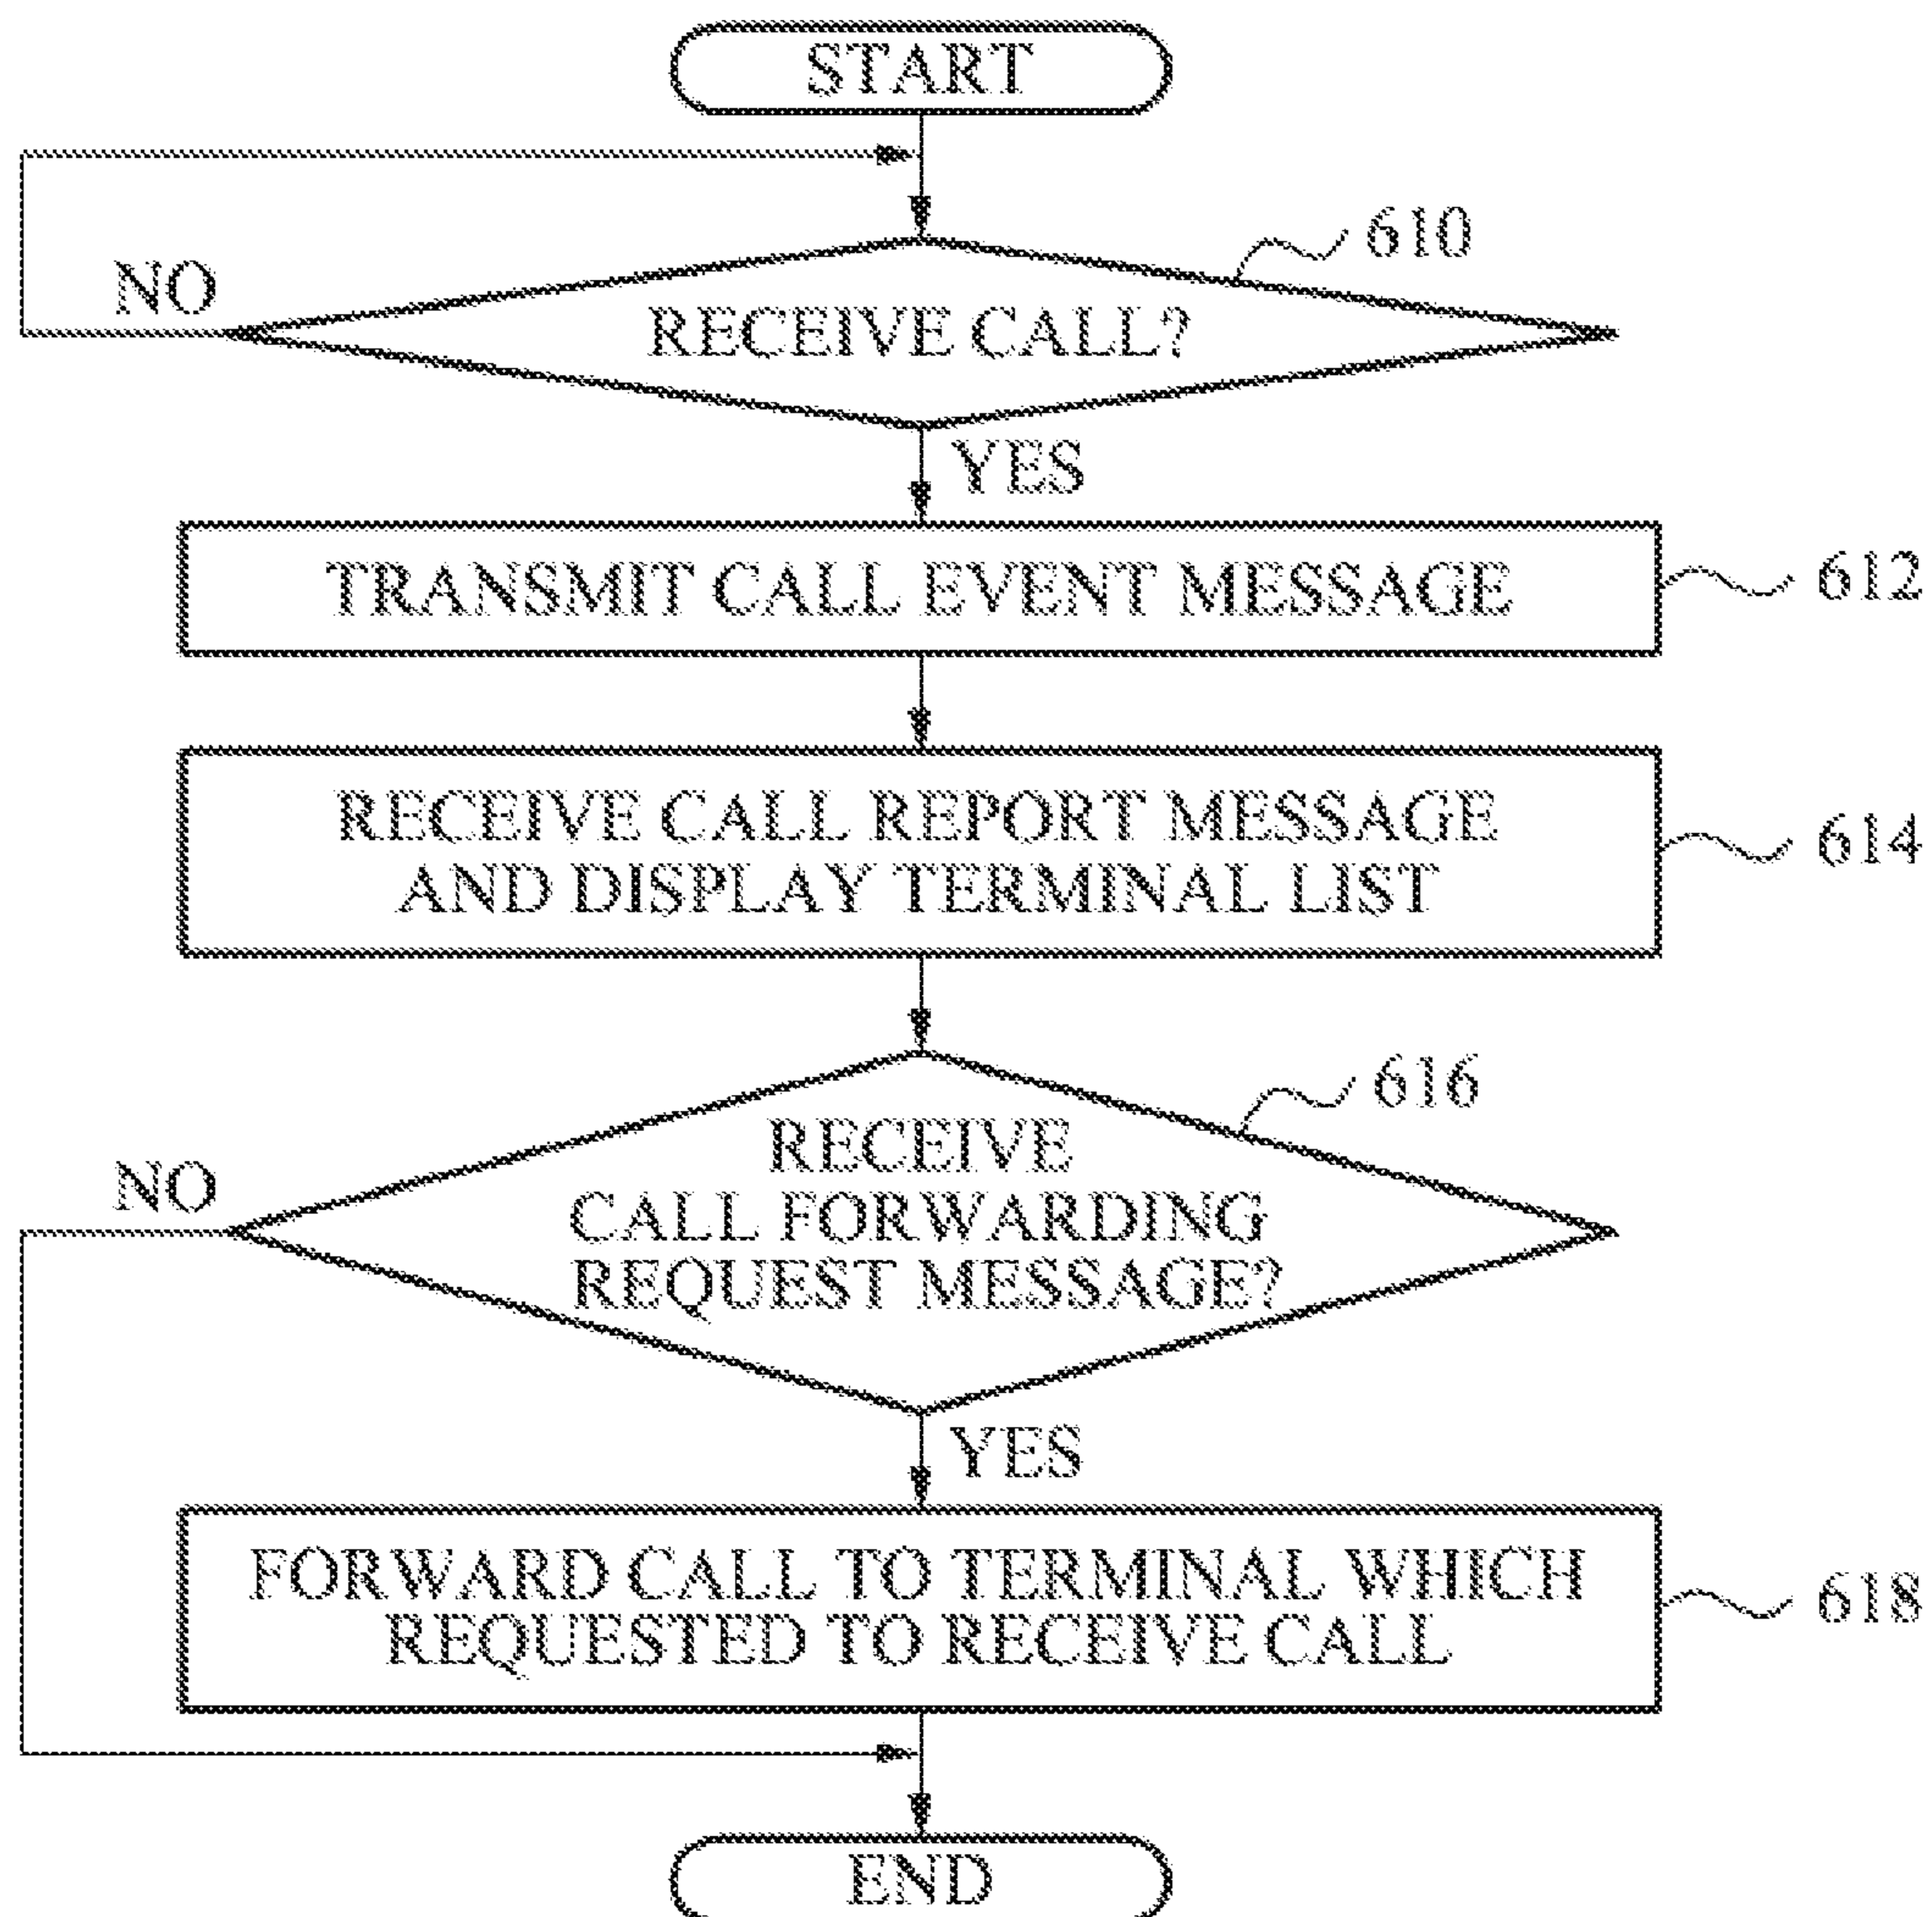 START
610
NO
RECEIVE CALL?
YES
TRANSMIT CALL EVENT MESSAGE
612
RECEIVE CALL REPORT MESSAGE
AND DISPLAY TERMINAL LIST
614
616
RECEIVE
NO
CALL FORWARDING
REQUEST MESSAGE?
YES
FORWARD CALL TO TERMINAL WHICH
REQUESTED TO RECEIVE CALL
618
END